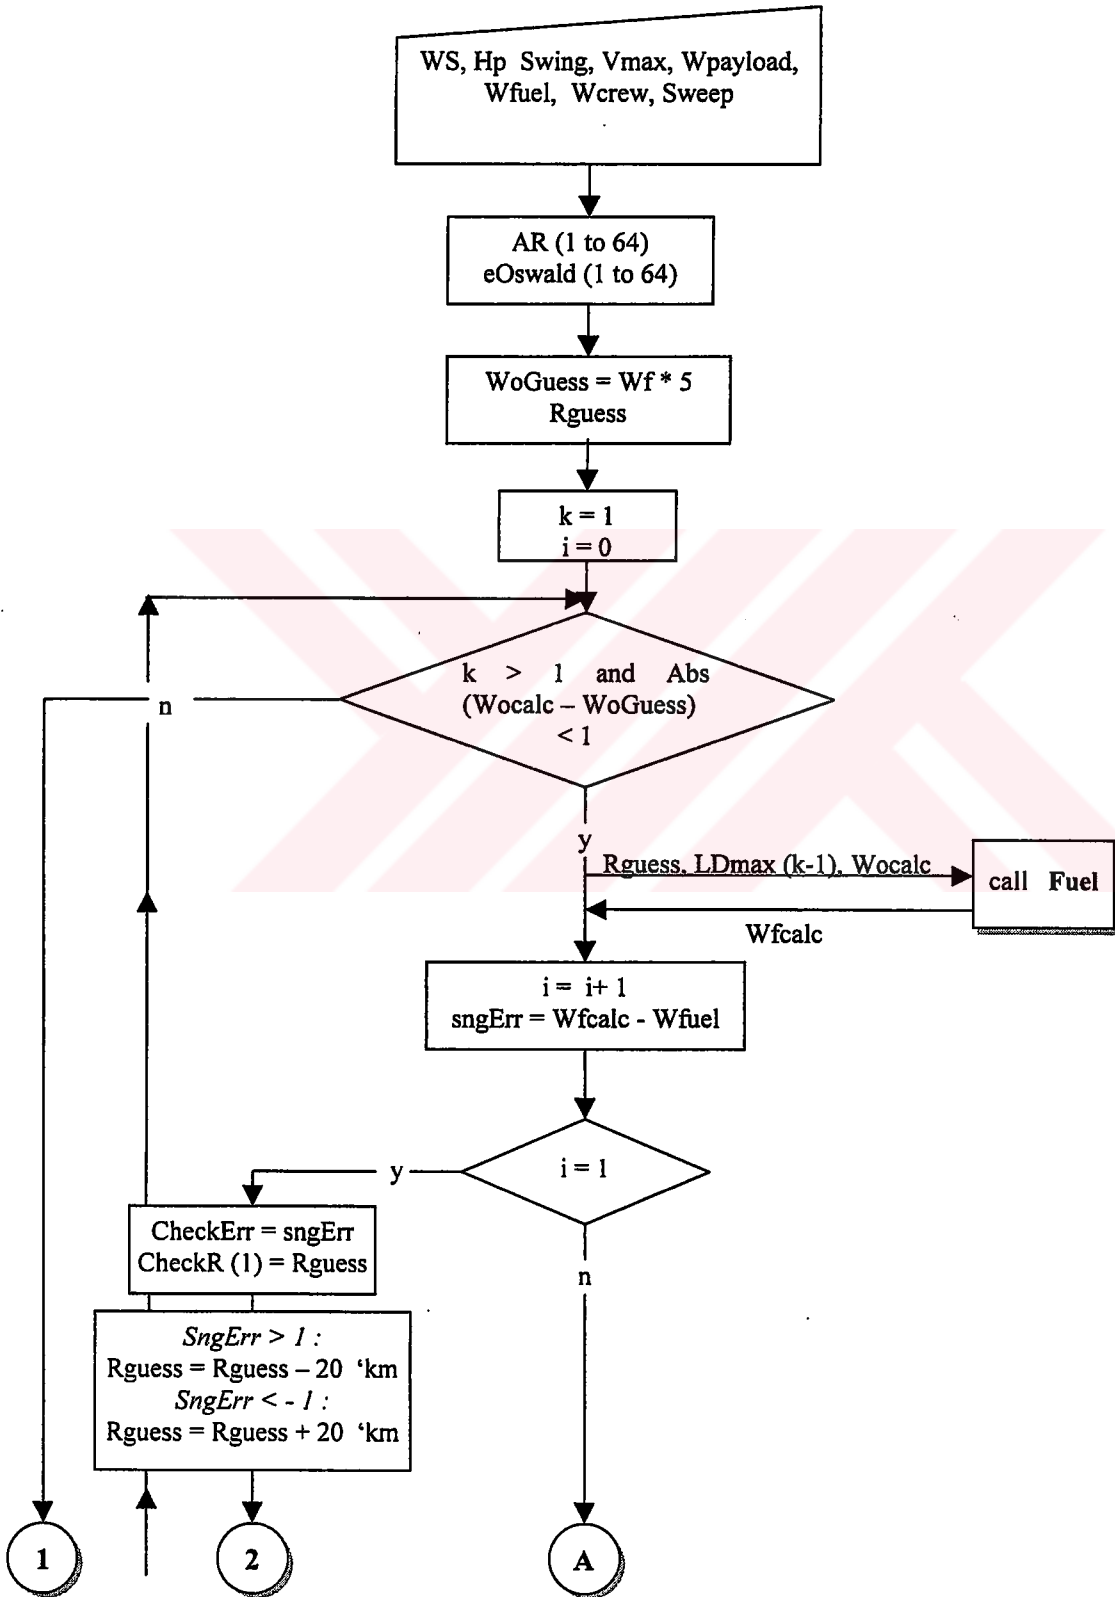 WS, Hp Swing, Vmax, Wpayload,
Wfuel, Wcrew, Sweep
AR (1 to 64)
eOswald (1 to 64)
WoGuess = Wf * 5
Rguess
k = 1
i = 0
k > 1 and Abs
(Wocalc – WoGuess)
< 1
n
y
Rguess, LDmax (k-1), Wocalc
call Fuel
Wfcalc
i = i+ 1
sngErr = Wfcalc - Wfuel
i = 1
y
CheckErr = sngErr
CheckR (1) = Rguess
n
SngErr > 1 :
Rguess = Rguess – 20 ‘km
SngErr < - 1 :
Rguess = Rguess + 20 ‘km
1
2
A